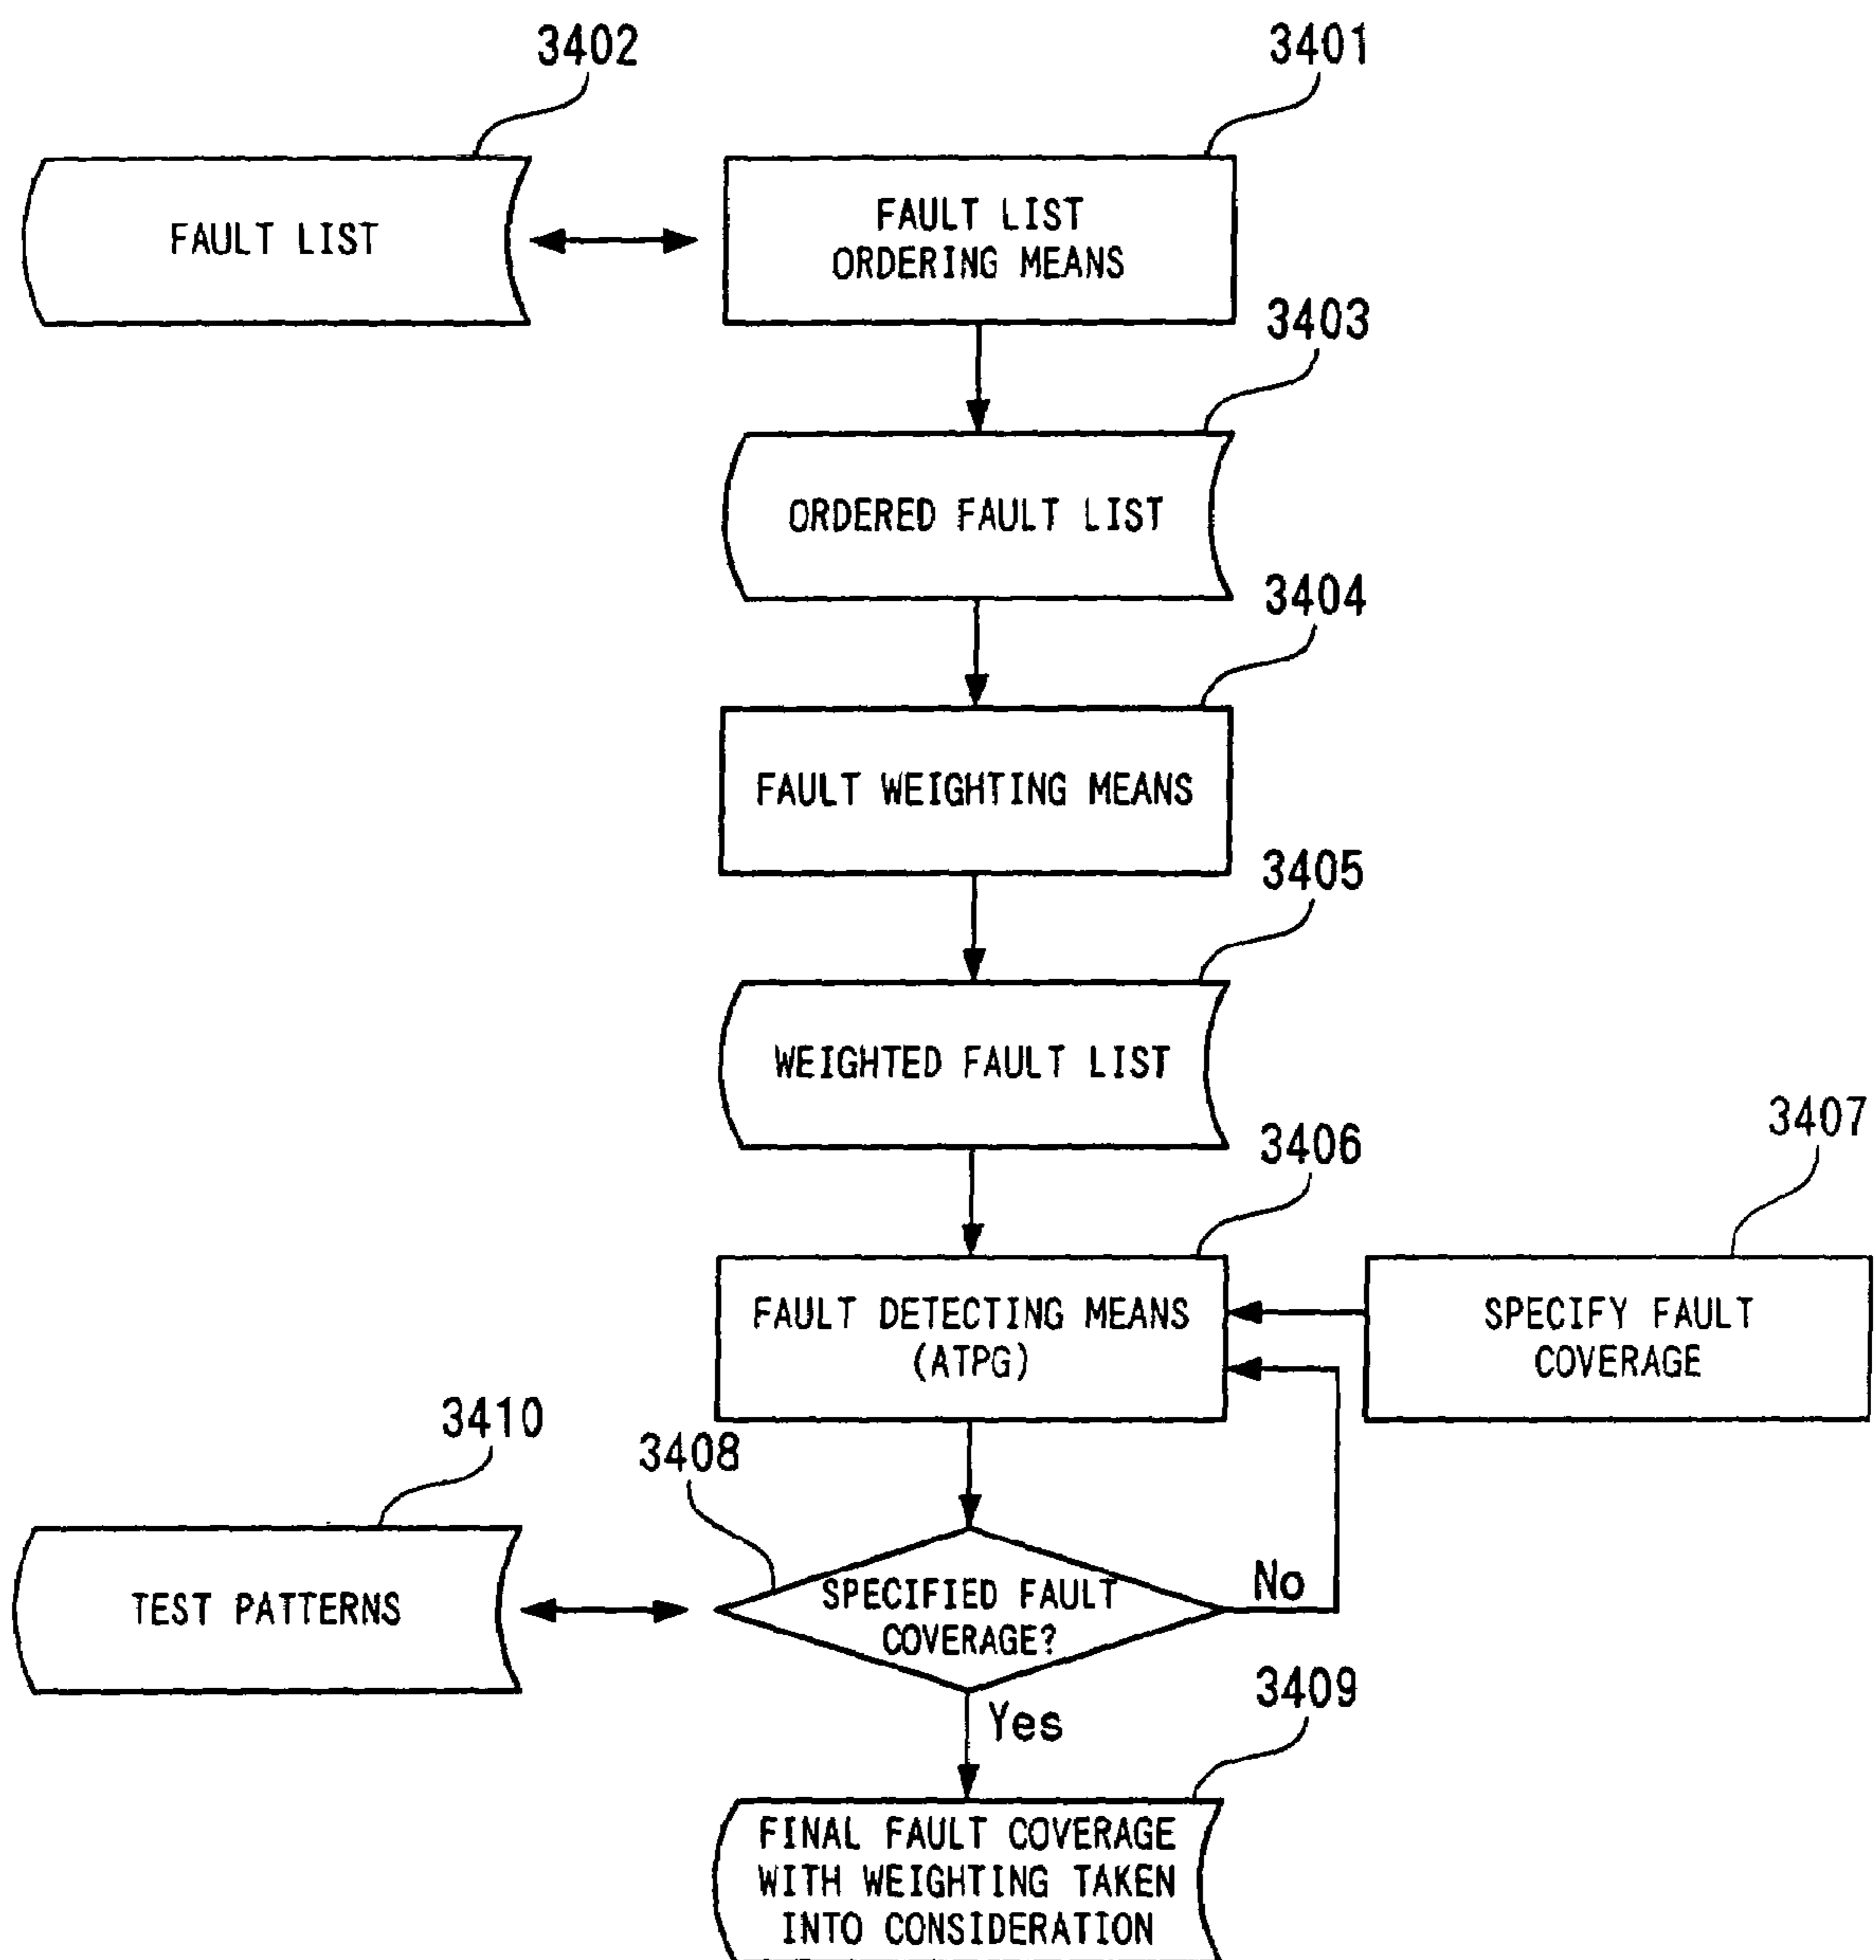 3402
3401
FAULT LIST
FAULT LIST
ORDERING MEANS
3403
ORDERED FAULT LIST
3404
FAULT WEIGHTING MEANS
3405
WEIGHTED FAULT LIST
3406
3407
FAULT DETECTING MEANS
(ATPG)
SPECIFY FAULT
COVERAGE
3410
3408
TEST PATTERNS
SPECIFIED FAULT
COVERAGE?
No
Yes
3409
FINAL FAULT COVERAGE
WITH WEIGHTING TAKEN
INTO CONSIDERATION